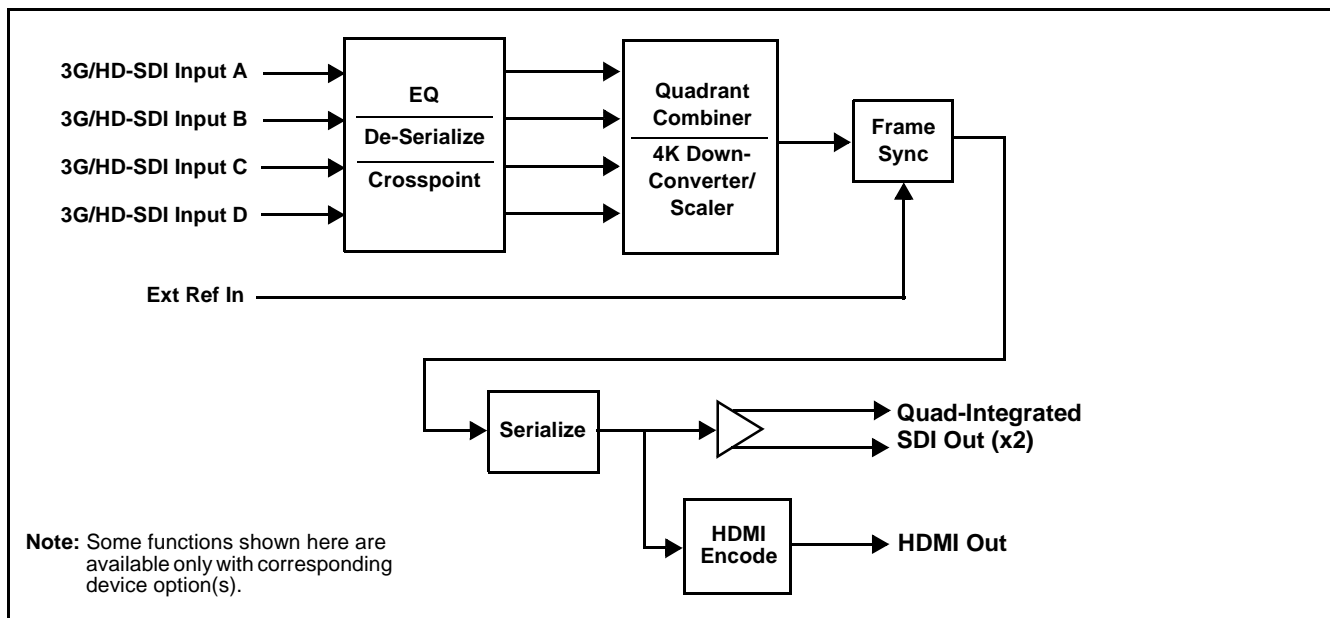 3G/HD-SDI Input A
3G/HD-SDI Input B
3G/HD-SDI Input C
3G/HD-SDI Input D
EQ
De-Serialize
Crosspoint
Quadrant
Combiner
4K Down-
Converter/
Scaler
Frame
Sync
Ext Ref In
Serialize
Quad-Integrated
SDI Out (x2)
HDMI
Encode
HDMI Out
Note: Some functions shown here are
available only with corresponding
device option(s).